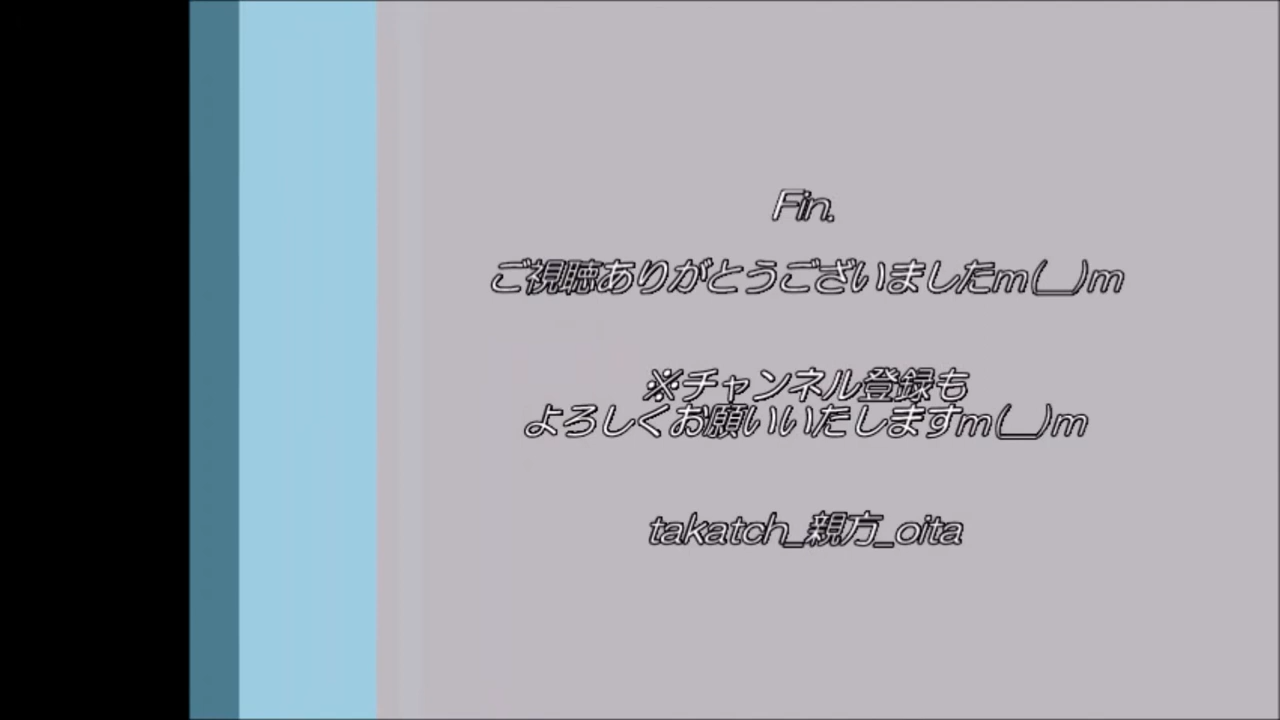 Fin.
ご視聴ありがとうございましたm(__)m
※チャンネル登録も
よろしくお願いいたしますm(__)m
takatch_親方_oita